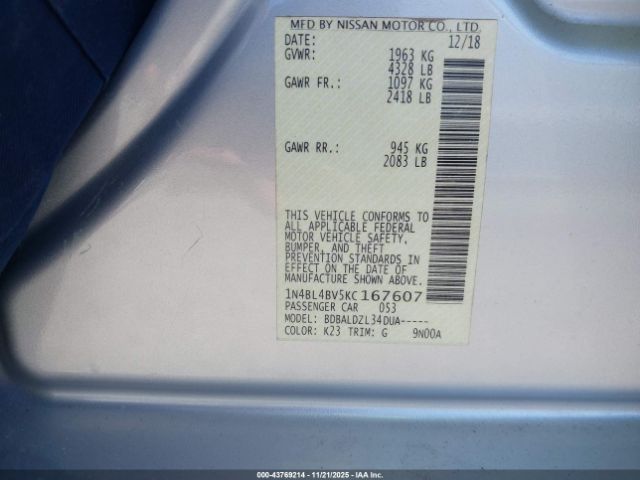 MFD BY NISSAN MOTOR CO., LTD.
DATE: 12/18
GVWR: 1963 KG
4328 LB
GAWR FR.: 1097 KG
2418 LB
GAWR RR.: 945 KG
2083 LB
THIS VEHICLE CONFORMS TO
ALL APPLICABLE FEDERAL
MOTOR VEHICLE SAFETY,
BUMPER, AND THEFT
PREVENTION STANDARDS IN
EFFECT ON THE DATE OF
MANUFACTURE SHOWN ABOVE.
1N4BL4BV5KC167607
PASSENGER CAR 053
MODEL: BDBALDZL34DUA-----
COLOR: K23 TRIM: G 9N00A
000-43769214 - 11/21/2025 - IAAI.COM